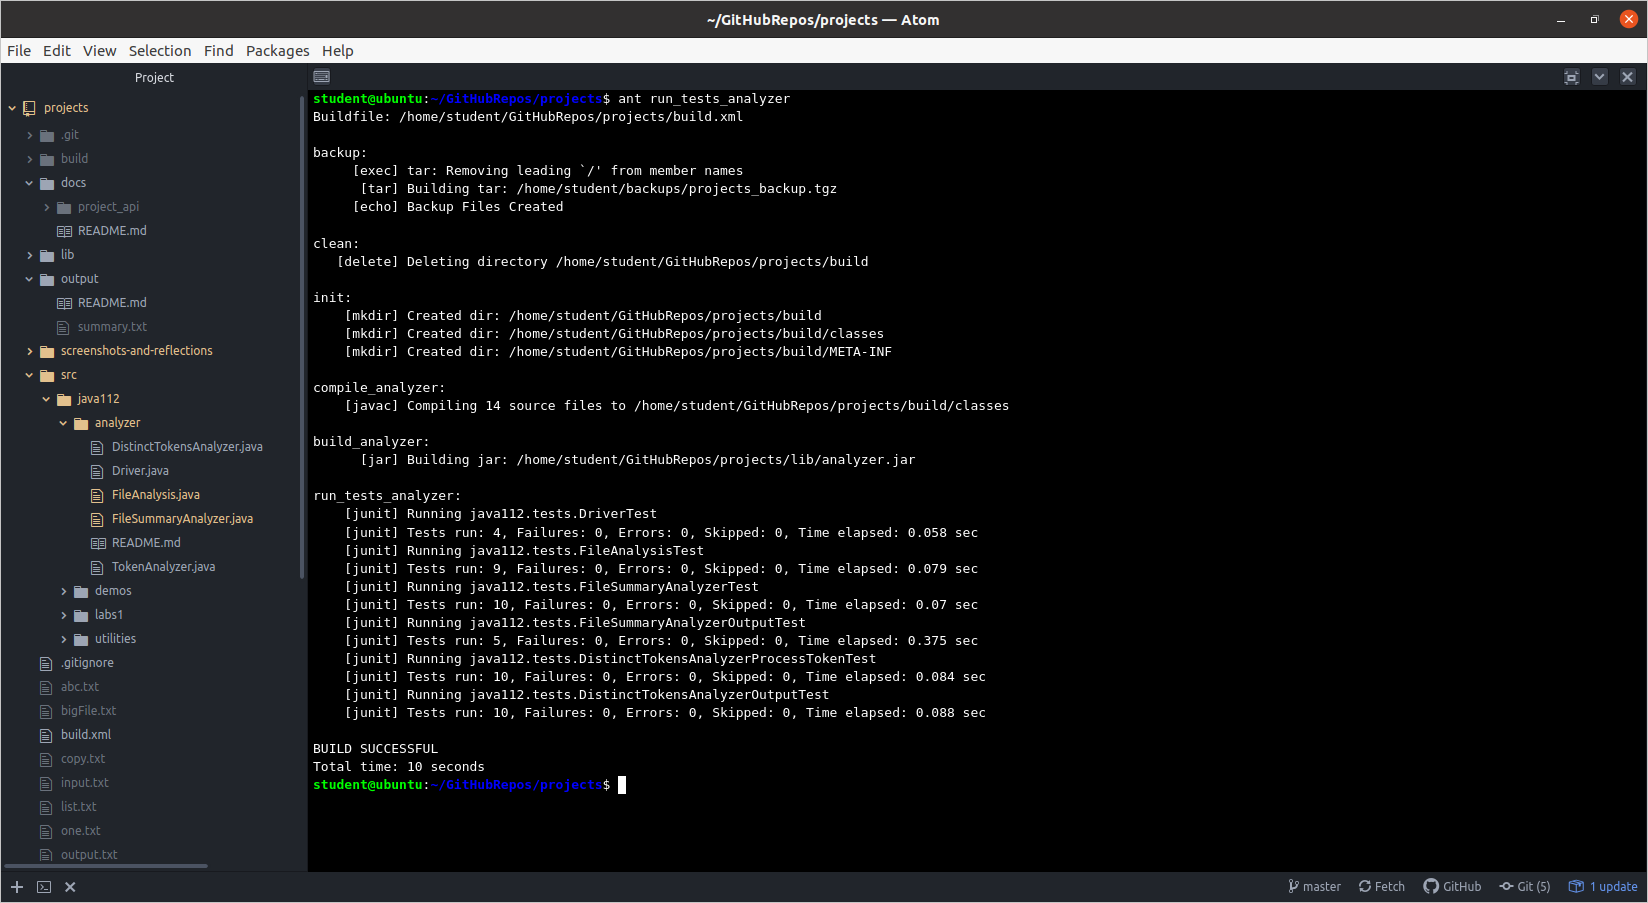 ~/GitHubRepos/projects — Atom
File Edit View Selection Find Packages Help
Project
projects
.git
build
docs
project_api
README.md
lib
output
README.md
summary.txt
screenshots-and-reflections
src
java112
analyzer
DistinctTokensAnalyzer.java
Driver.java
FileAnalysis.java
FileSummaryAnalyzer.java
README.md
TokenAnalyzer.java
demos
labs1
utilities
.gitignore
abc.txt
bigFile.txt
build.xml
copy.txt
input.txt
list.txt
one.txt
output.txt
student@ubuntu:~/GitHubRepos/projects$ ant run_tests_analyzer
Buildfile: /home/student/GitHubRepos/projects/build.xml
backup:
[exec] tar: Removing leading `/' from member names
[tar] Building tar: /home/student/backups/projects_backup.tgz
[echo] Backup Files Created
clean:
[delete] Deleting directory /home/student/GitHubRepos/projects/build
init:
[mkdir] Created dir: /home/student/GitHubRepos/projects/build
[mkdir] Created dir: /home/student/GitHubRepos/projects/build/classes
[mkdir] Created dir: /home/student/GitHubRepos/projects/build/META-INF
compile_analyzer:
[javac] Compiling 14 source files to /home/student/GitHubRepos/projects/build/classes
build_analyzer:
[jar] Building jar: /home/student/GitHubRepos/projects/lib/analyzer.jar
run_tests_analyzer:
[junit] Running java112.tests.DriverTest
[junit] Tests run: 4, Failures: 0, Errors: 0, Skipped: 0, Time elapsed: 0.058 sec
[junit] Running java112.tests.FileAnalysisTest
[junit] Tests run: 9, Failures: 0, Errors: 0, Skipped: 0, Time elapsed: 0.079 sec
[junit] Running java112.tests.FileSummaryAnalyzerTest
[junit] Tests run: 10, Failures: 0, Errors: 0, Skipped: 0, Time elapsed: 0.07 sec
[junit] Running java112.tests.FileSummaryAnalyzerOutputTest
[junit] Tests run: 5, Failures: 0, Errors: 0, Skipped: 0, Time elapsed: 0.375 sec
[junit] Running java112.tests.DistinctTokensAnalyzerProcessTokenTest
[junit] Tests run: 10, Failures: 0, Errors: 0, Skipped: 0, Time elapsed: 0.084 sec
[junit] Running java112.tests.DistinctTokensAnalyzerOutputTest
[junit] Tests run: 10, Failures: 0, Errors: 0, Skipped: 0, Time elapsed: 0.088 sec
BUILD SUCCESSFUL
Total time: 10 seconds
student@ubuntu:~/GitHubRepos/projects$
master Fetch GitHub Git (5) 1 update